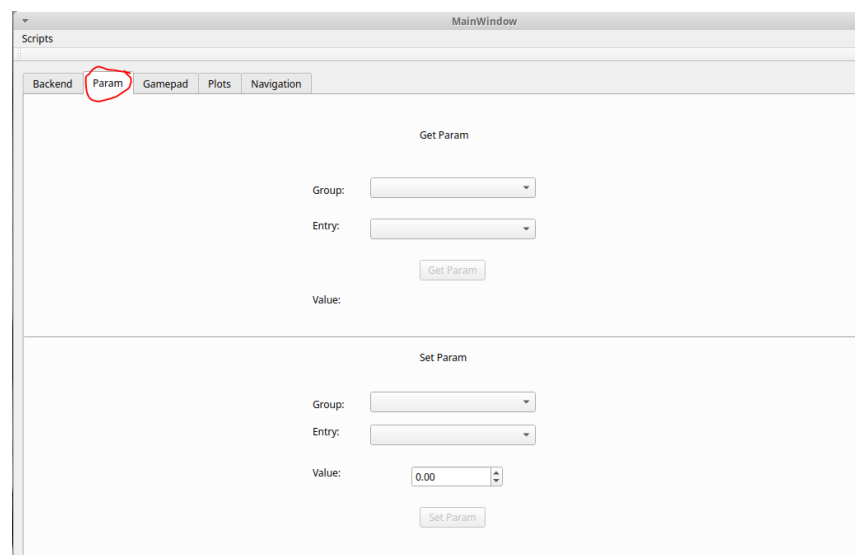 MainWindow
Scripts
Backend Param Gamepad Plots Navigation
Get Param
Group:
Entry:
Get Param
Value:
Set Param
Group:
Entry:
Value: 0.00
Set Param